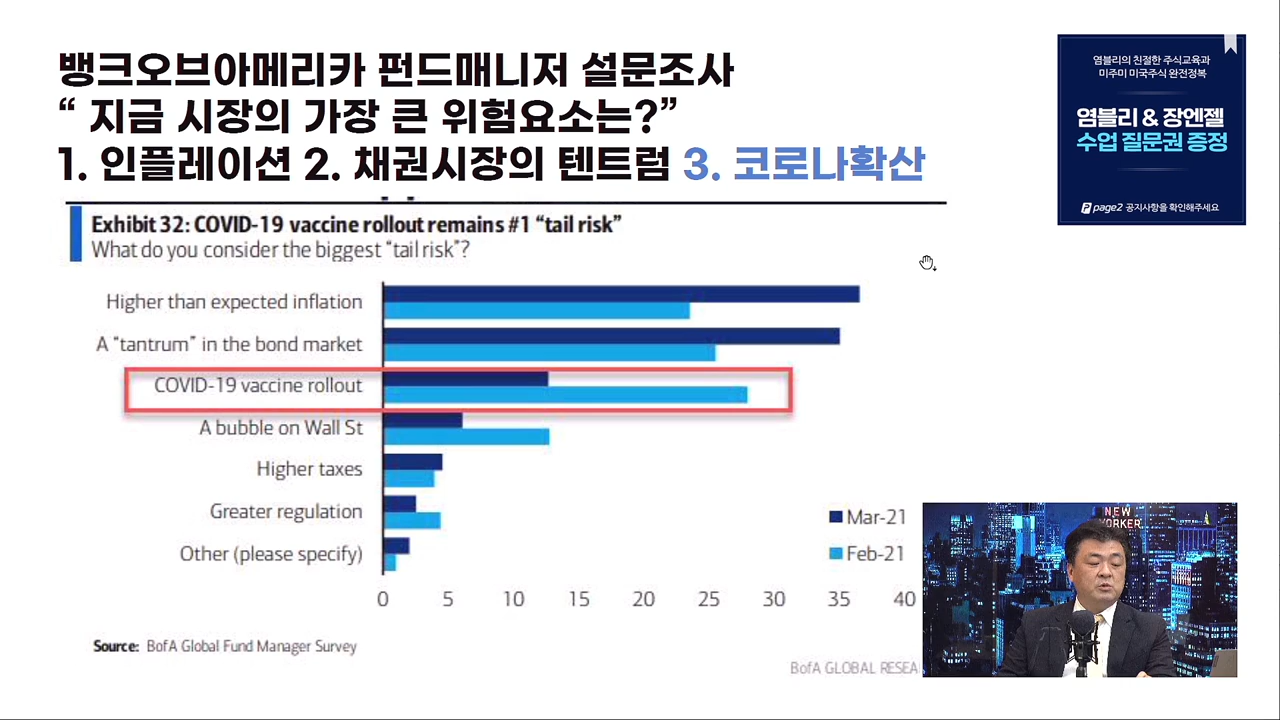 뱅크오브아메리카 펀드매니저 설문조사
“ 지금 시장의 가장 큰 위험요소는?”
1. 인플레이션 2. 채권시장의 텐트럼 3. 코로나확산
염블리의 친절한 주식교육과
미주미 미국주식 완전정복
염블리 & 장엔젤
수업 질문권 증정
page2 공지사항을 확인해주세요
Exhibit 32: COVID-19 vaccine rollout remains #1 “tail risk”
What do you consider the biggest “tail risk”?
Higher than expected inflation
A “tantrum” in the bond market
COVID-19 vaccine rollout
A bubble on Wall St
Higher taxes
Greater regulation
Other (please specify)
Mar-21
Feb-21
0 5 10 15 20 25 30 35 40
Source: BofA Global Fund Manager Survey
BofA GLOBAL RESEA
NEW
YORKER